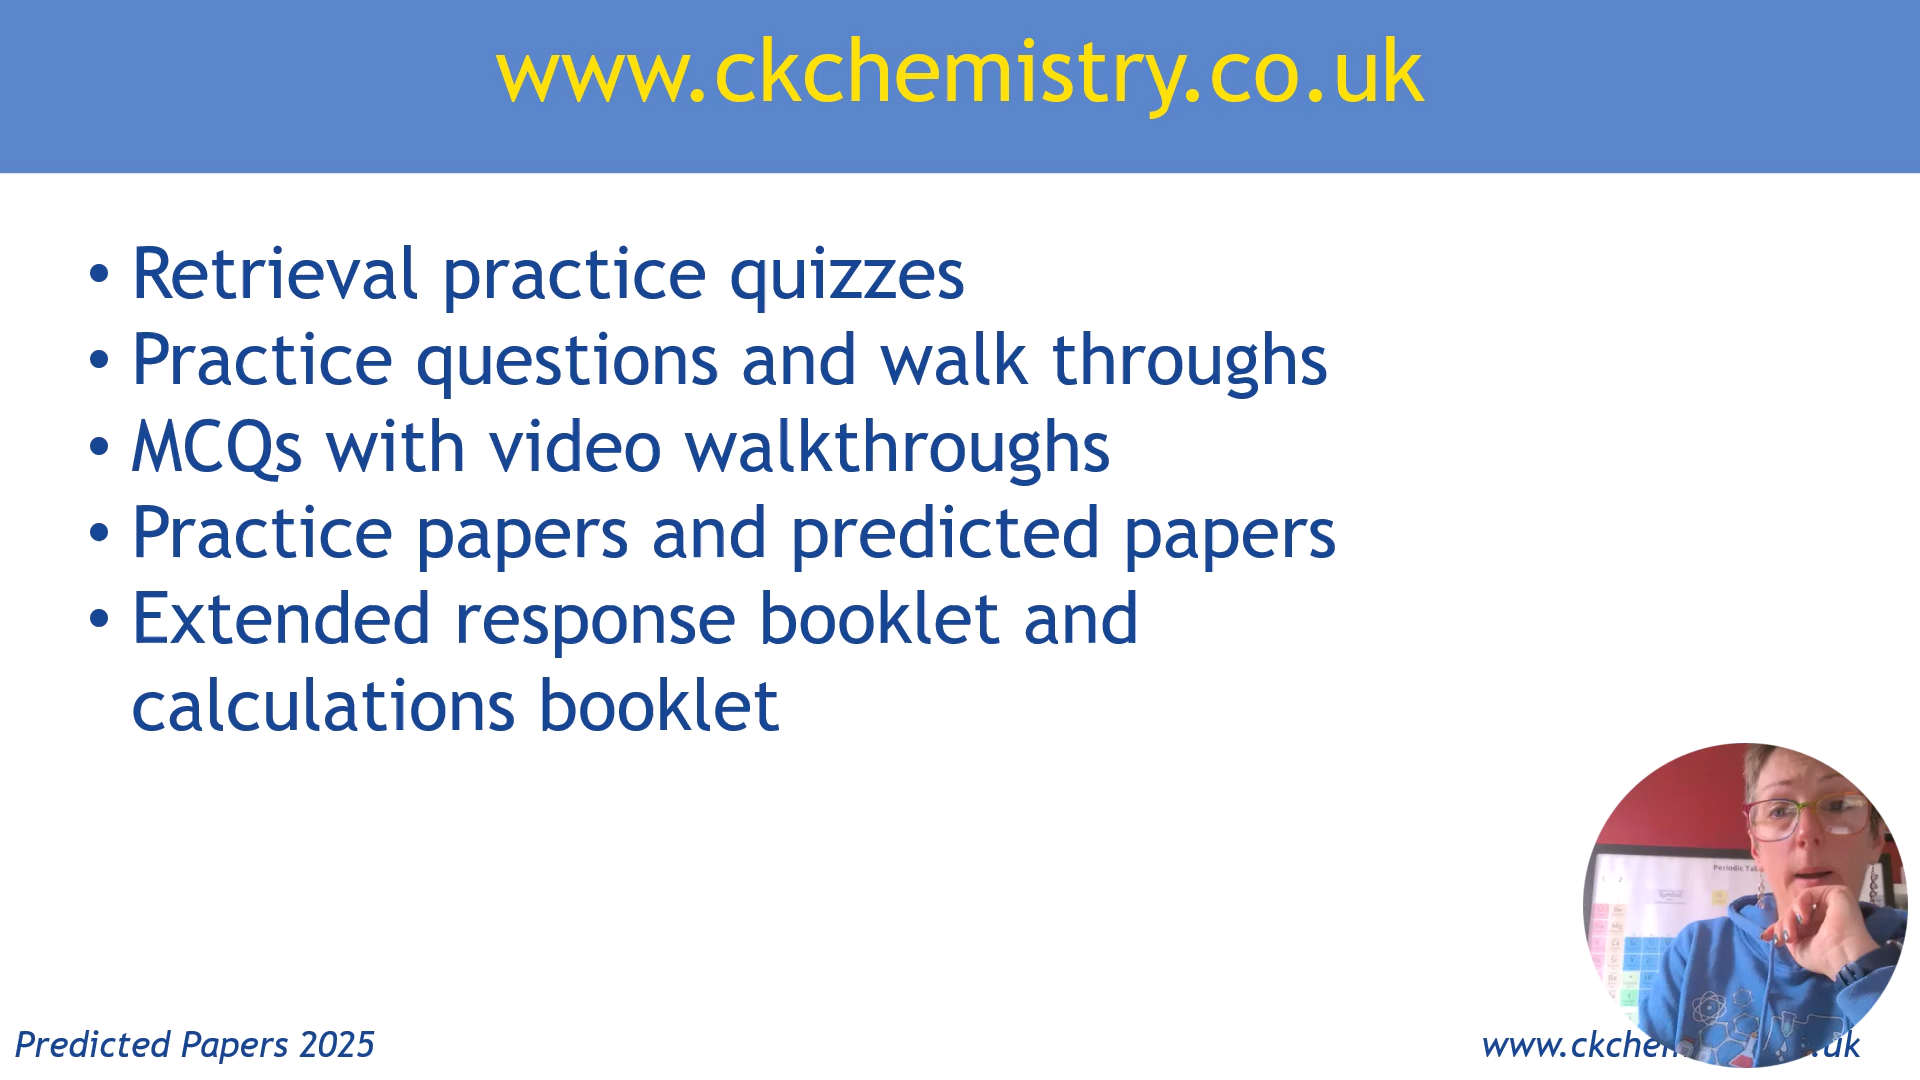 www.ckchemistry.co.uk
• Retrieval practice quizzes
• Practice questions and walk throughs
• MCQs with video walkthroughs
• Practice papers and predicted papers
• Extended response booklet and
calculations booklet
Periodic
Predicted Papers 2025